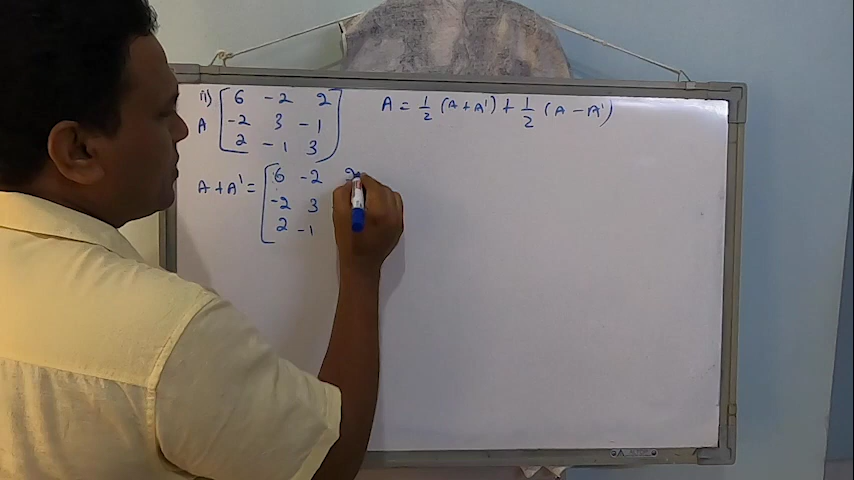 ii) [ 6 -2 2 ] A = 1/2 (A + A') + 1/2 (A - A')
A [ -2 3 -1 ]
[ 2 -1 3 ]
A + A' = [ 6 -2 2
-2 3
2 -1